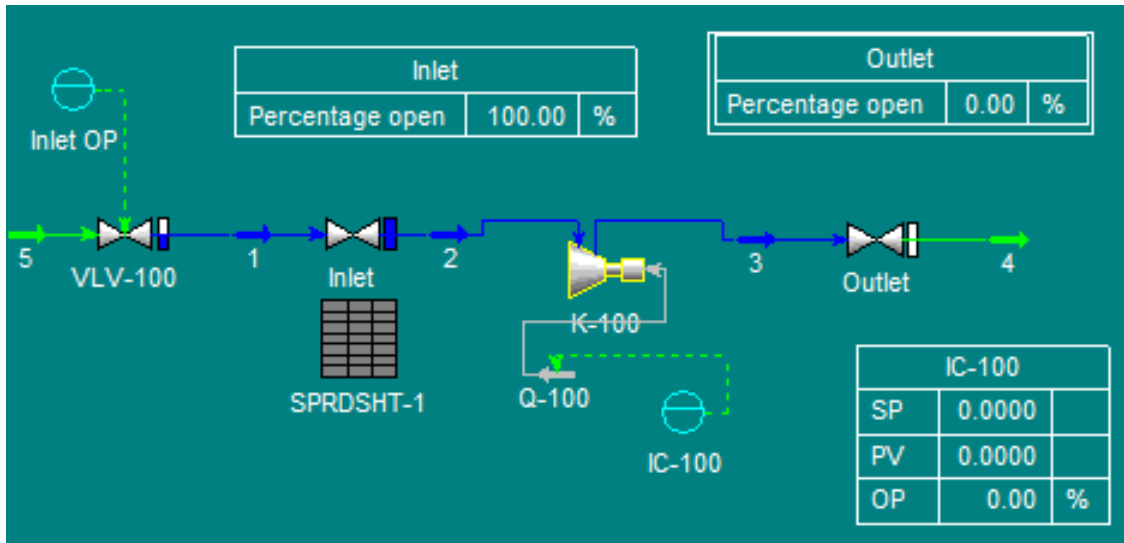 Inlet
Percentage open 100.00 %
Outlet
Percentage open 0.00 %
Inlet OP
5
VLV-100
1
Inlet
2
K-100
3
Outlet
4
SPRDSHT-1
Q-100
IC-100
IC-100
SP 0.0000
PV 0.0000
OP 0.00 %